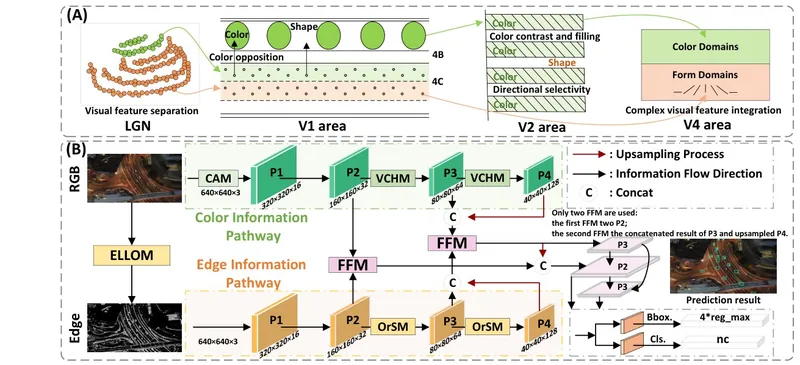 (A)
Color
Shape
Color opposition
4B
4C
Visual feature separation
LGN
V1 area
Color
Color contrast and filling
Color
Shape
Color
Directional selectivity
Color
V2 area
Color Domains
Form Domains
Complex visual feature integration
V4 area
(B)
RGB
CAM
640×640×3
P1
320×320×16
P2
160×160×32
VCHM
P3
80×80×64
VCHM
P4
40×40×128
: Upsampling Process
: Information Flow Direction
C : Concat
Color Information
Pathway
C
Only two FFM are used:
the first FFM two P2;
the second FFM the concatenated result of P3 and upsampled P4.
ELLOM
FFM
FFM
C
P3
P2
P3
Prediction result
Edge Information
Pathway
C
Edge
640×640×3
P1
320×320×16
P2
160×160×32
OrSM
P3
80×80×64
OrSM
P4
40×40×128
Bbox.
4*reg_max
Cls.
nc